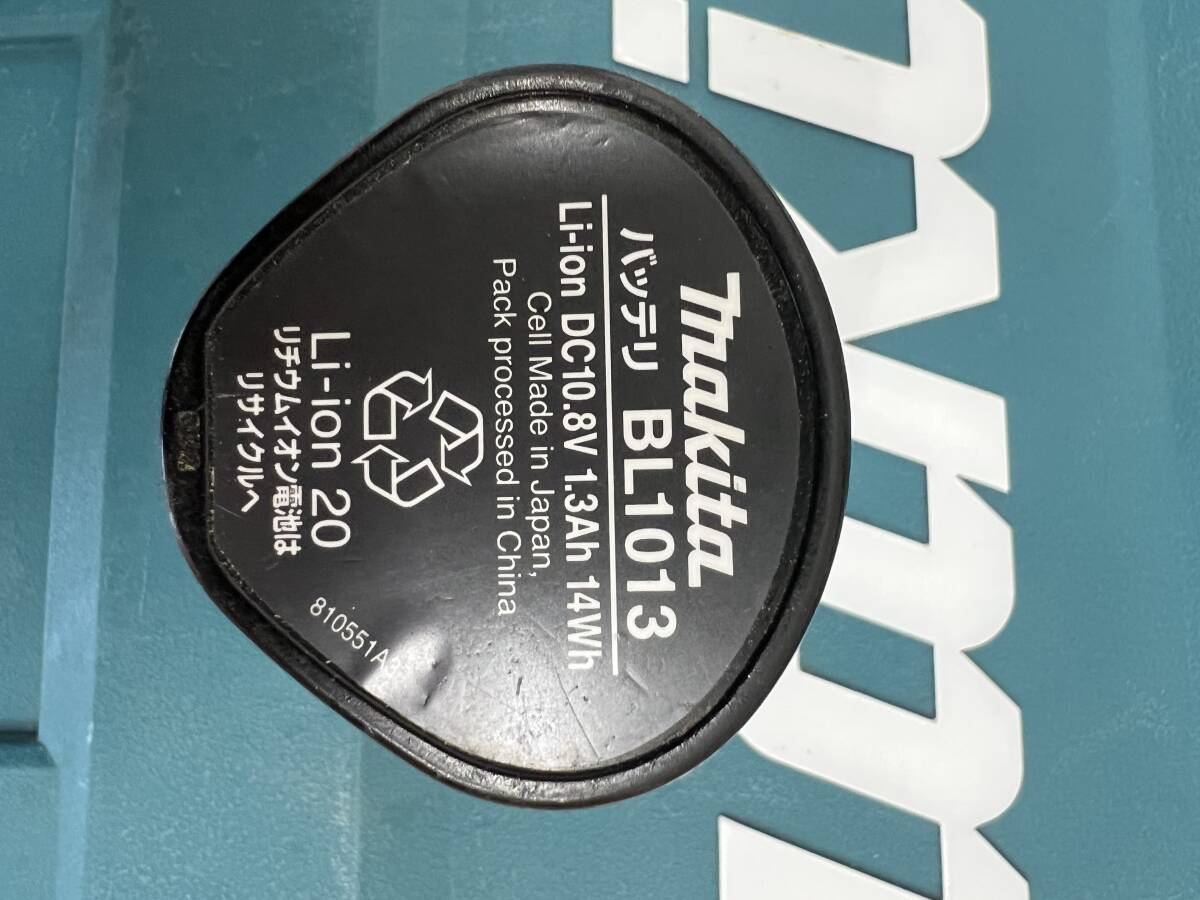 Makita
バッテリ BL1013
Li-ion DC10.8V 1.3Ah 14Wh
Cell Made in Japan,
Pack processed in China
Li-ion 20
リチウムイオン電池は
リサイクルへ